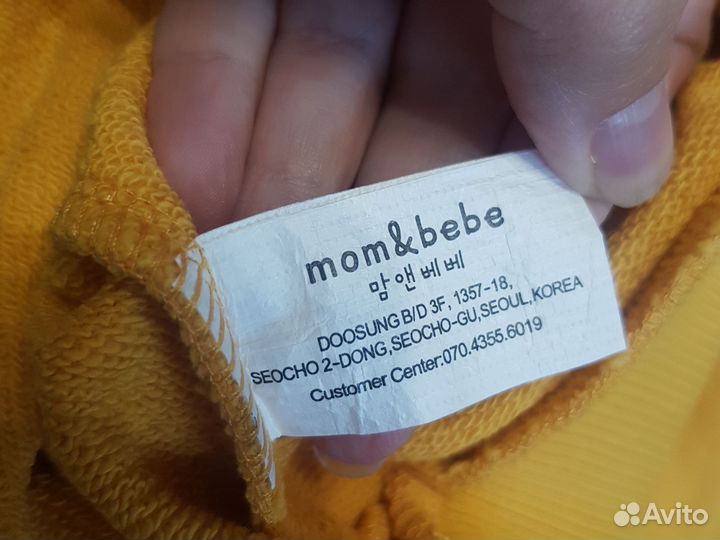 mom&bebe
맘앤베베
DOOSUNG B/D 3F, 1357-18,
SEOCHO 2-DONG,SEOCHO-GU,SEOUL,KOREA
Customer Center:070.4355.6019
Avito